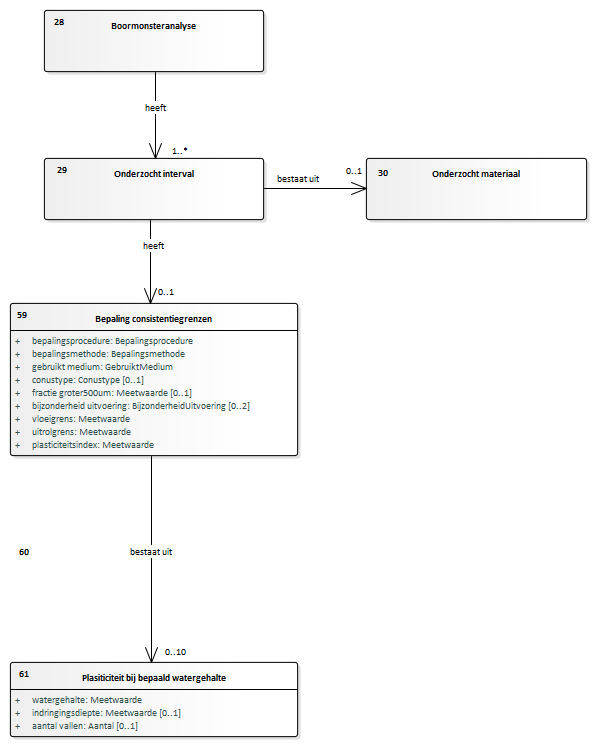 28
Boormonsteranalyse
heeft
1..*
29
Onderzocht interval
bestaat uit
0..1
30
Onderzocht materiaal
heeft
0..1
59
Bepaling consistentiegrenzen
+ bepalingsprocedure: Bepalingsprocedure
+ bepalingsmethode: Bepalingsmethode
+ gebruikt medium: GebruiktMedium
+ conustype: Conustype [0..1]
+ fractie groter500um: Meetwaarde [0..1]
+ bijzonderheid uitvoering: BijzonderheidUitvoering [0..2]
+ vloeigrens: Meetwaarde
+ uitrolgrens: Meetwaarde
+ plasticiteitsindex: Meetwaarde
60
bestaat uit
0..10
61
Plasiticiteit bij bepaald watergehalte
+ watergehalte: Meetwaarde
+ indringingsdiepte: Meetwaarde [0..1]
+ aantal vallen: Aantal [0..1]